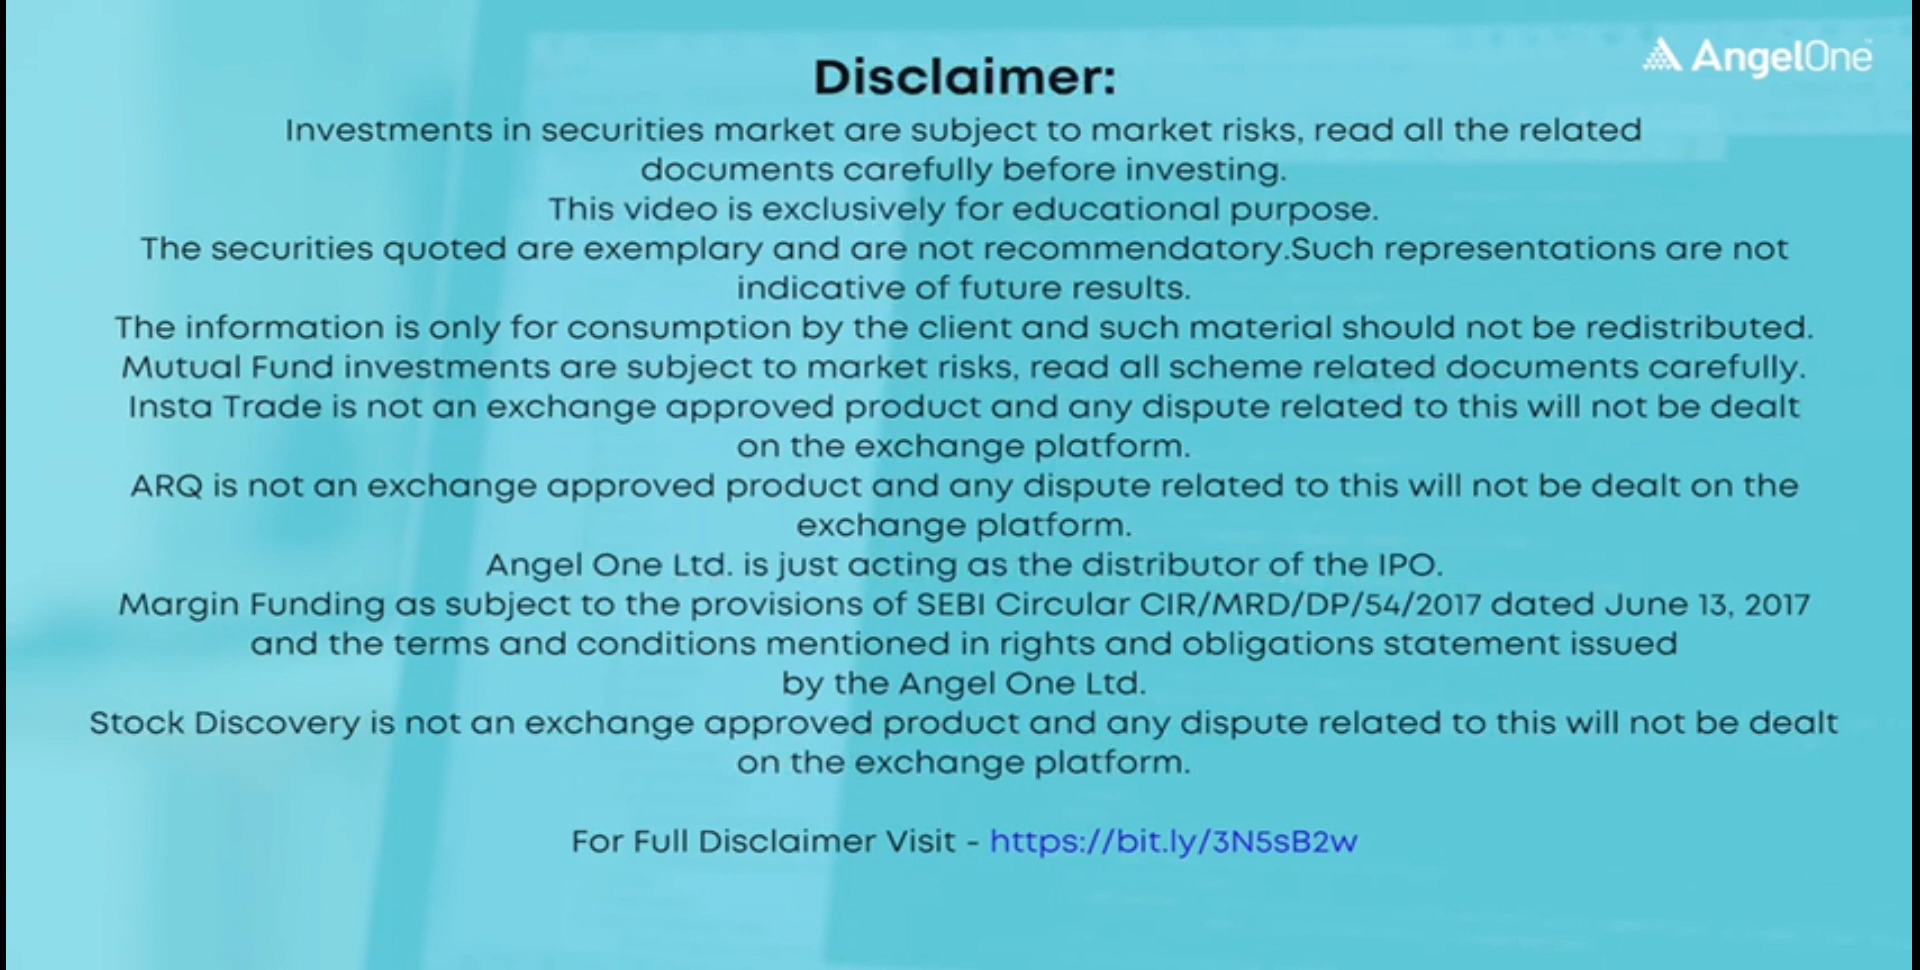 AngelOne
Disclaimer:
Investments in securities market are subject to market risks, read all the related
documents carefully before investing.
This video is exclusively for educational purpose.
The securities quoted are exemplary and are not recommendatory.Such representations are not
indicative of future results.
The information is only for consumption by the client and such material should not be redistributed.
Mutual Fund investments are subject to market risks, read all scheme related documents carefully.
Insta Trade is not an exchange approved product and any dispute related to this will not be dealt
on the exchange platform.
ARQ is not an exchange approved product and any dispute related to this will not be dealt on the
exchange platform.
Angel One Ltd. is just acting as the distributor of the IPO.
Margin Funding as subject to the provisions of SEBI Circular CIR/MRD/DP/54/2017 dated June 13, 2017
and the terms and conditions mentioned in rights and obligations statement issued
by the Angel One Ltd.
Stock Discovery is not an exchange approved product and any dispute related to this will not be dealt
on the exchange platform.
For Full Disclaimer Visit - https://bit.ly/3N5sB2w